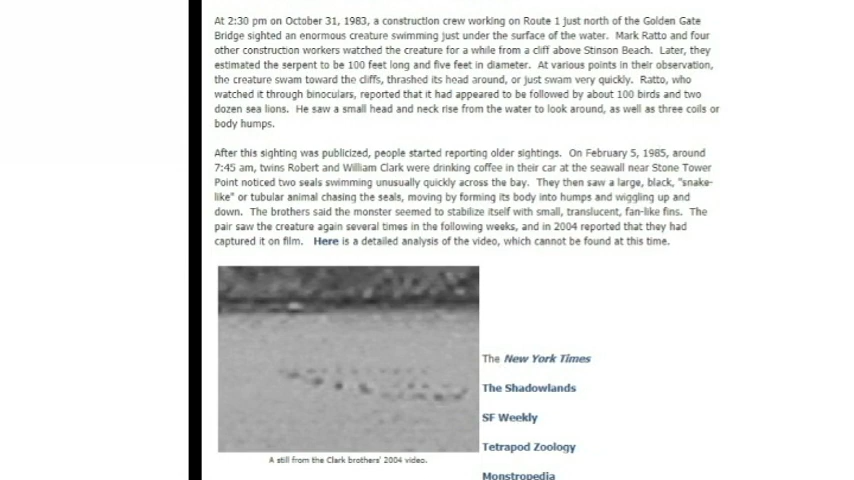 At 2:30 pm on October 31, 1983, a construction crew working on Route 1 just north of the Golden Gate
Bridge sighted an enormous creature swimming just under the surface of the water.  Mark Ratto and four
other construction workers watched the creature for a while from a cliff above Stinson Beach.  Later, they
estimated the serpent to be 100 feet long and five feet in diameter.  At various points in their observation,
the creature swam toward the cliffs, thrashed its head around, or just swam very quickly.  Ratto, who
watched it through binoculars, reported that it had appeared to be followed by about 100 birds and two
dozen sea lions.  He saw a small head and neck rise from the water to look around, as well as three coils or
body humps.
After this sighting was publicized, people started reporting older sightings.  On February 5, 1985, around
7:45 am, twins Robert and William Clark were drinking coffee in their car at the seawall near Stone Tower
Point noticed two seals swimming unusually quickly across the bay.  They then saw a large, black, "snake-
like" or tubular animal chasing the seals, moving by forming its body into humps and wiggling up and
down.  The brothers said the monster seemed to stabilize itself with small, translucent, fan-like fins.  The
pair saw the creature again several times in the following weeks, and in 2004 reported that they had
captured it on film.   Here is a detailed analysis of the video, which cannot be found at this time.
The New York Times
The Shadowlands
SF Weekly
Tetrapod Zoology
A still from the Clark brothers' 2004 video.
Monstropedia